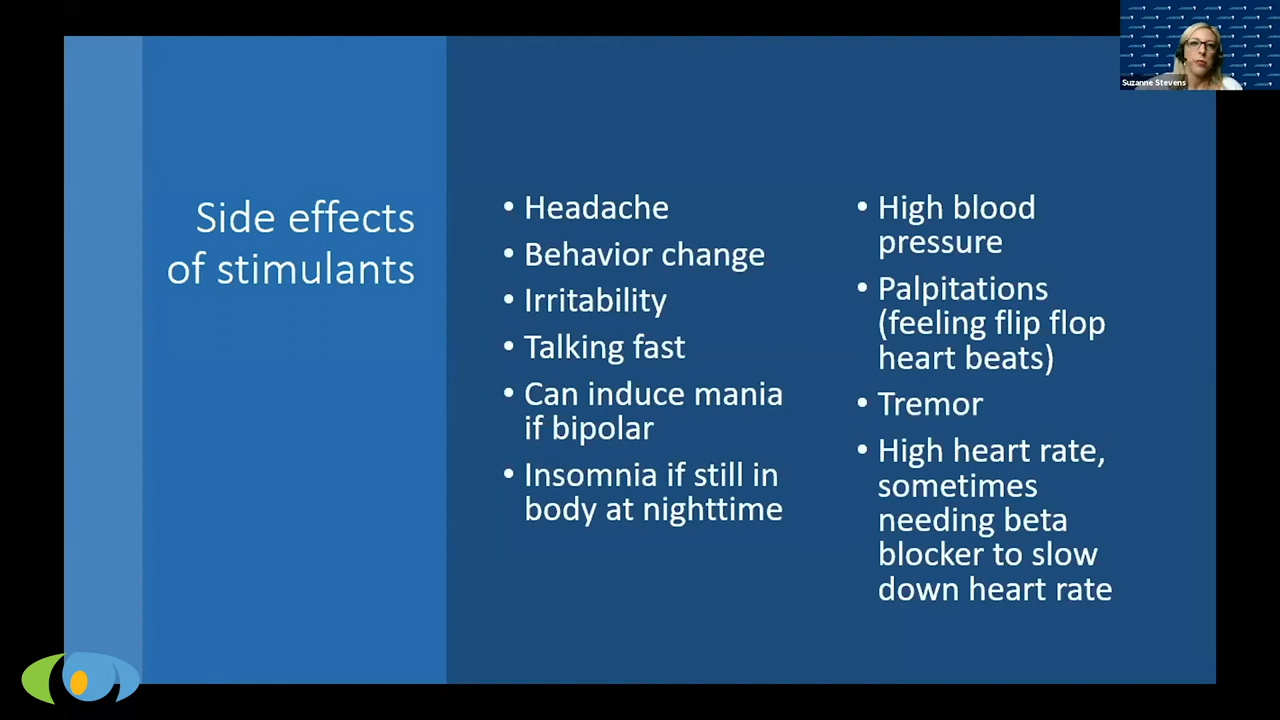 Side effects
of stimulants
• Headache
• Behavior change
• Irritability
• Talking fast
• Can induce mania
if bipolar
• Insomnia if still in
body at nighttime
• High blood
pressure
• Palpitations
(feeling flip flop
heart beats)
• Tremor
• High heart rate,
sometimes
needing beta
blocker to slow
down heart rate
Suzanne Stevens